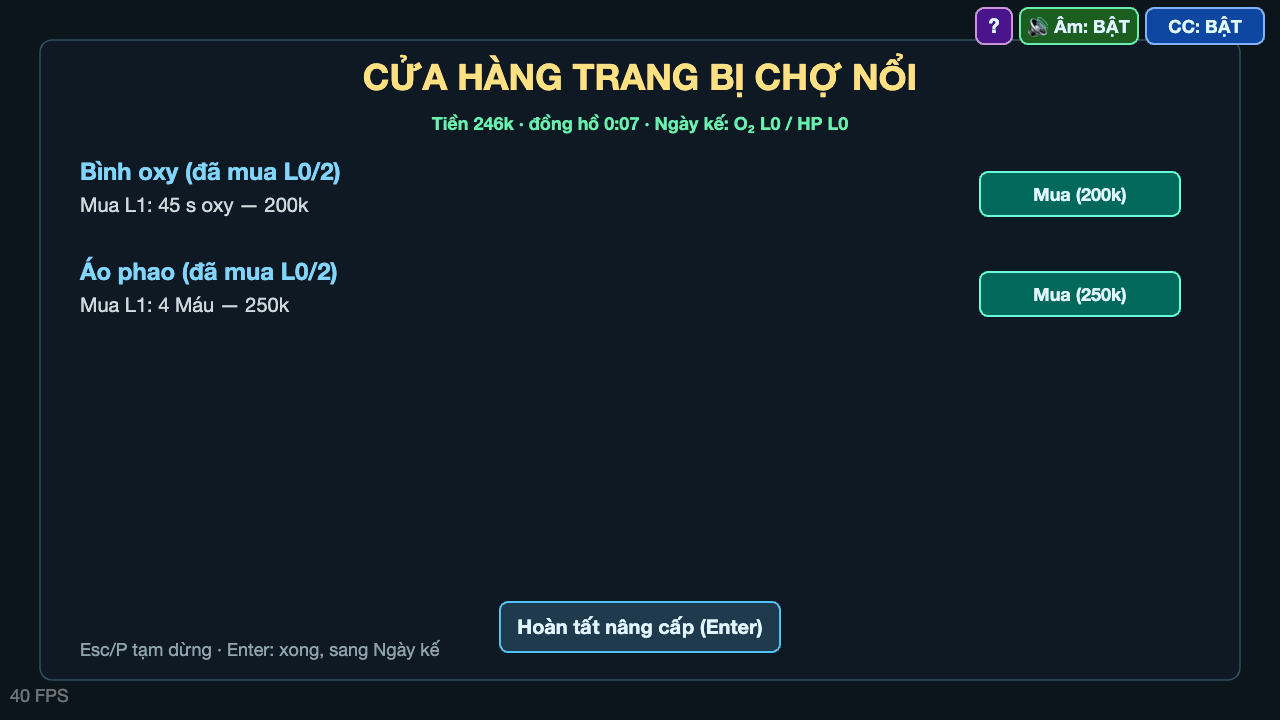 ?
Âm: BẬT
CC: BẬT
CỬA HÀNG TRANG BỊ CHỢ NỔI
Tiền 246k · đồng hồ 0:07 · Ngày kế: O₂ L0 / HP L0
Bình oxy (đã mua L0/2)
Mua L1: 45 s oxy — 200k
Mua (200k)
Áo phao (đã mua L0/2)
Mua L1: 4 Máu — 250k
Mua (250k)
Hoàn tất nâng cấp (Enter)
Esc/P tạm dừng · Enter: xong, sang Ngày kế
40 FPS